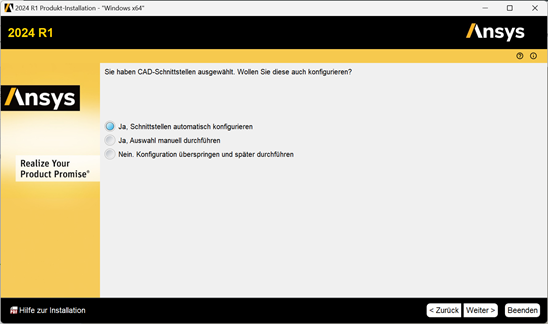 2024 R1 Produkt-Installation - "Windows x64"
2024 R1
Ansys
Sie haben CAD-Schnittstellen ausgewählt. Wollen Sie diese auch konfigurieren?
Ansys
Ja, Schnittstellen automatisch konfigurieren
Ja, Auswahl manuell durchführen
Nein. Konfiguration überspringen und später durchführen
Realize Your
Product Promise®
Hilfe zur Installation
< Zurück
Weiter >
Beenden